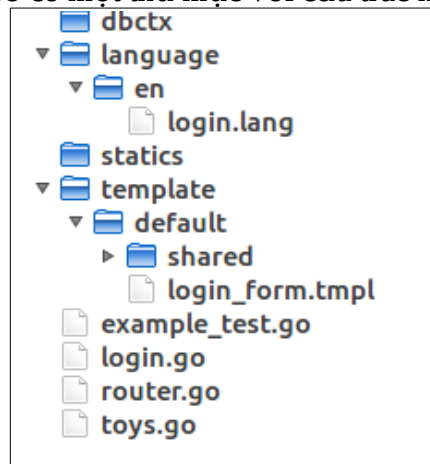 dbctx
language
en
login.lang
statics
template
default
shared
login_form.tmpl
example_test.go
login.go
router.go
toys.go